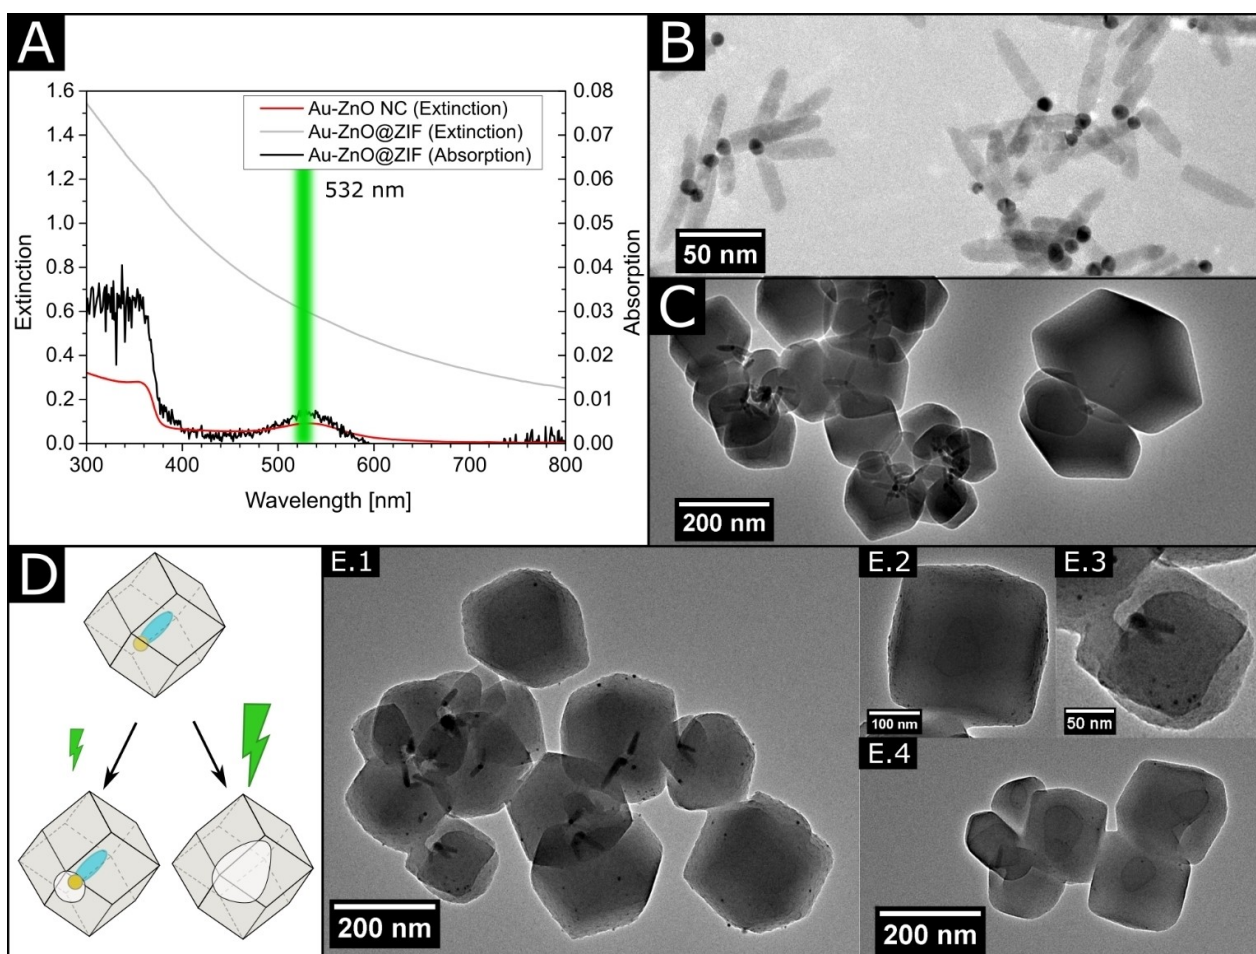 A
1.6
1.4
1.2
1.0
0.8
0.6
0.4
0.2
0.0
Extinction
Au-ZnO NC (Extinction)
Au-ZnO@ZIF (Extinction)
Au-ZnO@ZIF (Absorption)
532 nm
0.08
0.07
0.06
0.05
0.04
0.03
0.02
0.01
0.00
Absorption
300 400 500 600 700 800
Wavelength [nm]
B
50 nm
C
200 nm
D
E.1
200 nm
E.2
100 nm
E.3
50 nm
E.4
200 nm